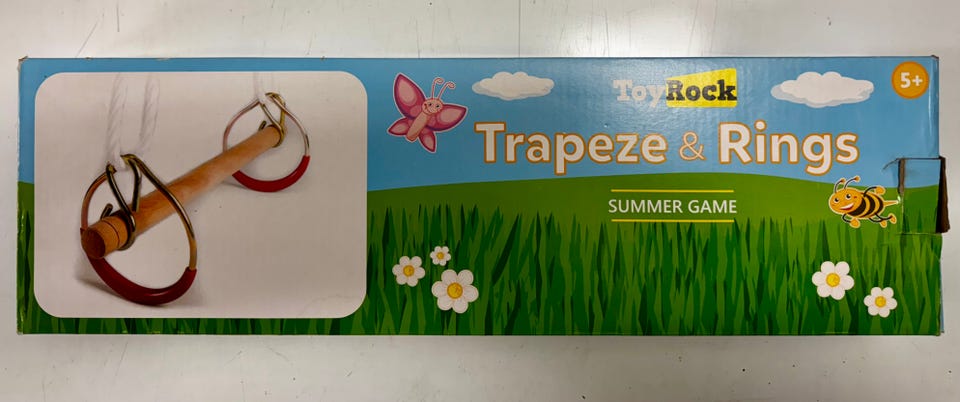 ToyRock
5+
Trapeze & Rings
SUMMER GAME